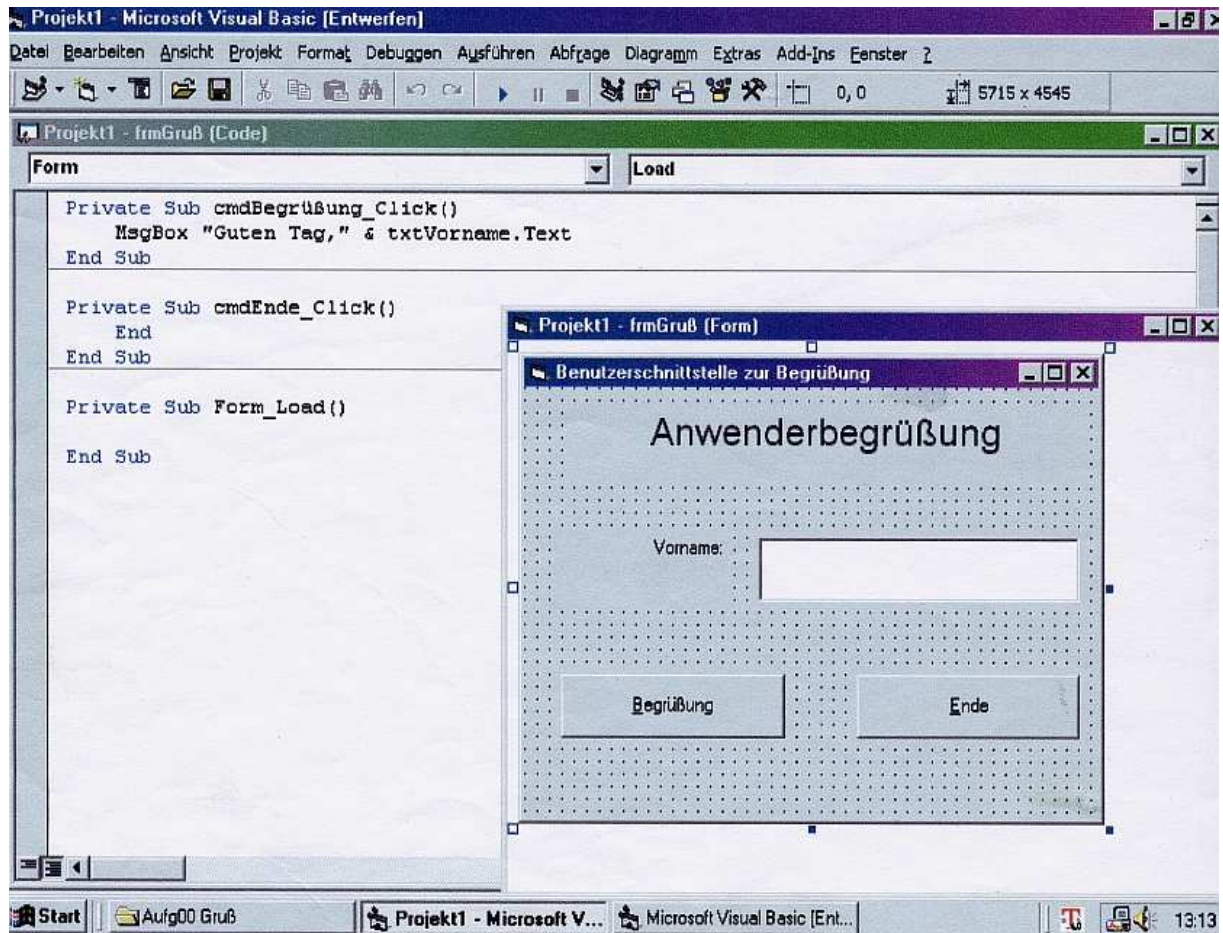 Projekt1 - Microsoft Visual Basic [Entwerfen]
Datei Bearbeiten Ansicht Projekt Format Debuggen Ausführen Abfrage Diagramm Extras Add-Ins Fenster ?
0,0 5715 x 4545
Projekt1 - frmGruß (Code)
Form Load
Private Sub cmdBegrüßung_Click()
MsgBox "Guten Tag," & txtVorname.Text
End Sub
Private Sub cmdEnde_Click()
End
End Sub
Private Sub Form_Load()
End Sub
Projekt1 - frmGruß (Form)
Benutzerschnittstelle zur Begrüßung
Anwenderbegrüßung
Vorname:
Begrüßung Ende
Start Aufg00 Gruß Projekt1 - Microsoft V... Microsoft Visual Basic [Ent... 13:13